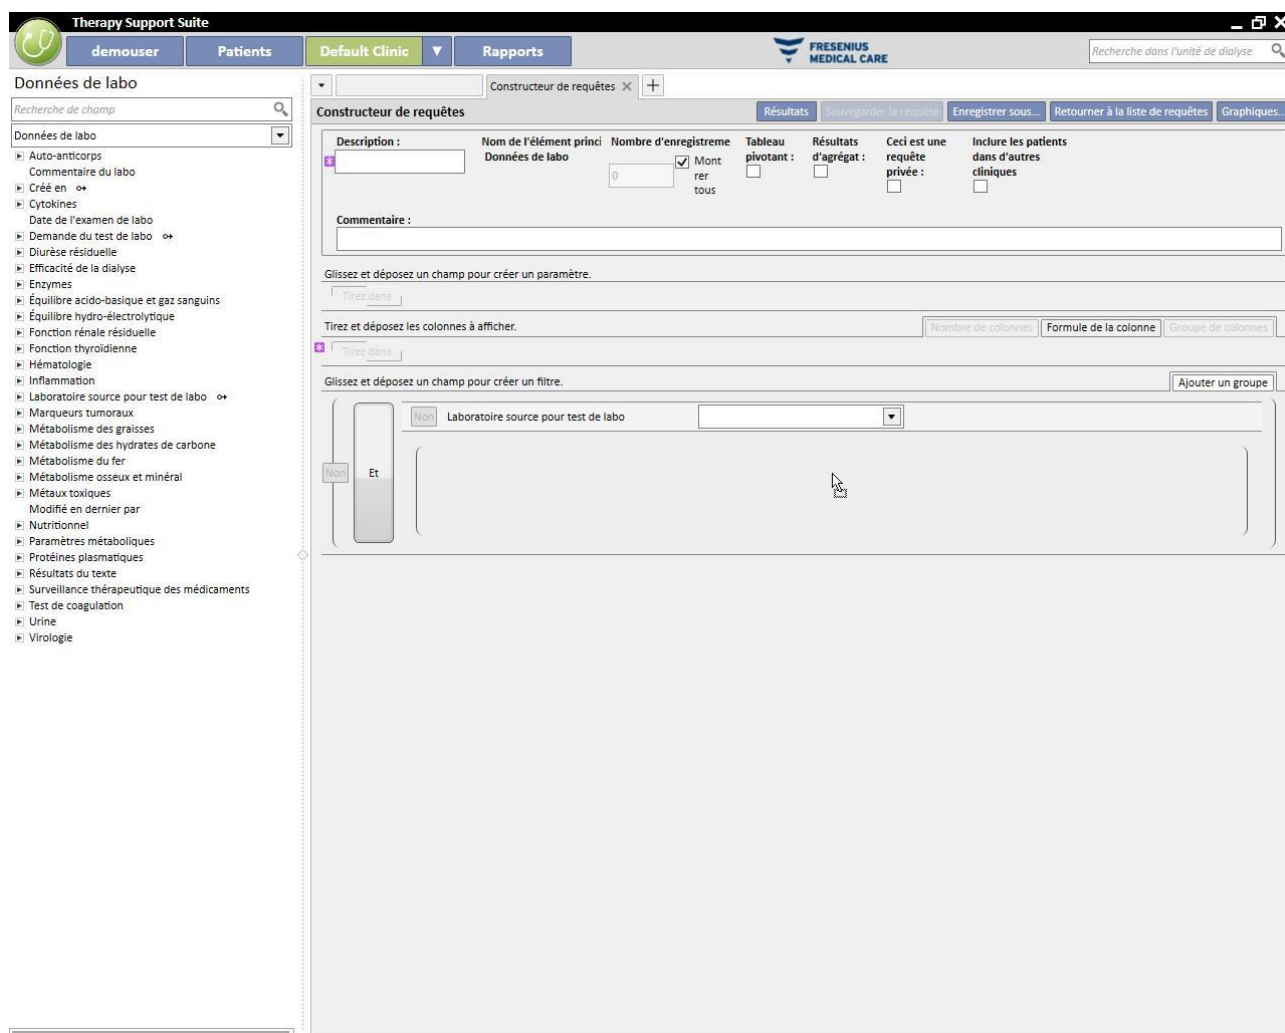 Therapy Support Suite
demouser
Patients
Default Clinic
Rapports
FRESENIUS
MEDICAL CARE
Recherche dans l'unité de dialyse
Données de labo
Recherche de champ
Données de labo
Auto-anticorps
Commentaire du labo
Créé en
Cytokines
Date de l'examen de labo
Demande du test de labo
Diurèse résiduelle
Efficacité de la dialyse
Enzymes
Équilibre acido-basique et gaz sanguins
Équilibre hydro-électrolytique
Fonction rénale résiduelle
Fonction thyroïdienne
Hématologie
Inflammation
Laboratoire source pour test de labo
Marqueurs tumoraux
Métabolisme des graisses
Métabolisme des hydrates de carbone
Métabolisme du fer
Métabolisme osseux et minéral
Métaux toxiques
Modifié en dernier par
Nutritionnel
Paramètres métaboliques
Protéines plasmatiques
Résultats du texte
Surveillance thérapeutique des médicaments
Test de coagulation
Urine
Virologie
Constructeur de requêtes
Constructeur de requêtes
Résultats
Sauvegarder la requête
Enregistrer sous...
Retourner à la liste de requêtes
Graphiques...
Description :
Nom de l'élément princi
Données de labo
Nombre d'enregistreme
0
Mont
rer
tous
Tableau
pivotant :
Résultats
d'agrégat :
Ceci est une
requête
privée :
Inclure les patients
dans d'autres
cliniques
Commentaire :
Glissez et déposez un champ pour créer un paramètre.
Tirez dans
Tirez et déposez les colonnes à afficher.
Nombre de colonnes
Formule de la colonne
Groupe de colonnes
Tirez dans
Glissez et déposez un champ pour créer un filtre.
Ajouter un groupe
Non
Et
Non
Laboratoire source pour test de labo